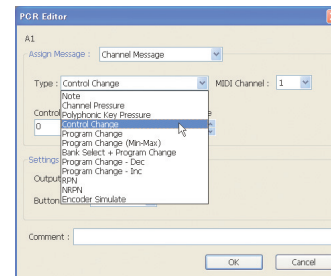 PCR Editor
A1
Assign Message : Channel Message
Type : Control Change
MIDI Channel : 1
Note
Channel Pressure
Polyphonic Key Pressure
Control Change
Program Change
Program Change (Min-Max)
Bank Select + Program Change
Program Change - Dec
Program Change - Inc
RPN
NRPN
Encoder Simulate
Control
0
Settings
Output
Button
Comment :
OK
Cancel